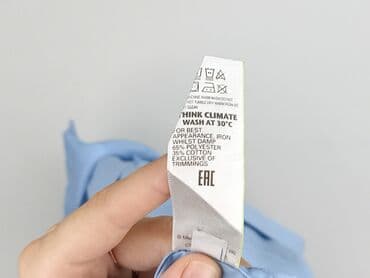 THINK CLIMATE
WASH AT 30°C
FOR BEST
APPEARANCE, IRON
WHILST DAMP
65% POLYESTER
35% COTTON
EXCLUSIVE OF
TRIMMINGS
EAC